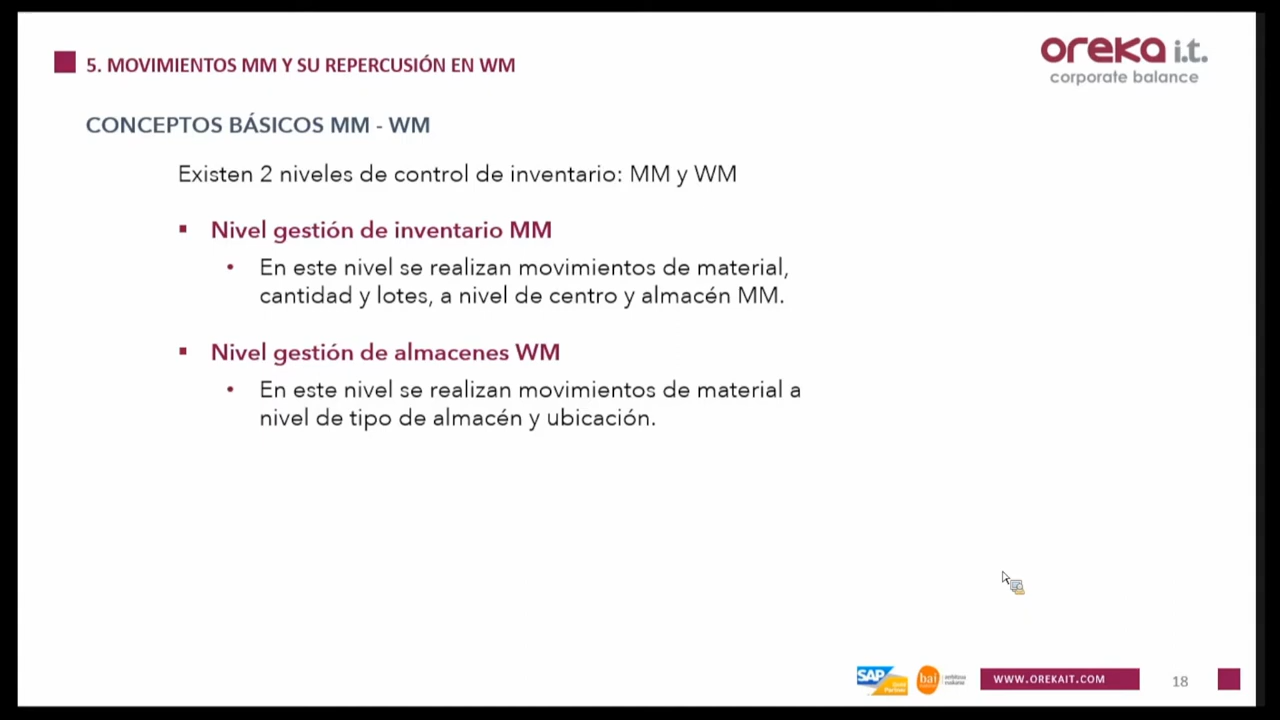 5. MOVIMIENTOS MM Y SU REPERCUSIÓN EN WM
oreka i.t.
corporate balance
CONCEPTOS BÁSICOS MM - WM
Existen 2 niveles de control de inventario: MM y WM
Nivel gestión de inventario MM
En este nivel se realizan movimientos de material,
cantidad y lotes, a nivel de centro y almacén MM.
Nivel gestión de almacenes WM
En este nivel se realizan movimientos de material a
nivel de tipo de almacén y ubicación.
SAP
bai
WWW.OREKAIT.COM
18